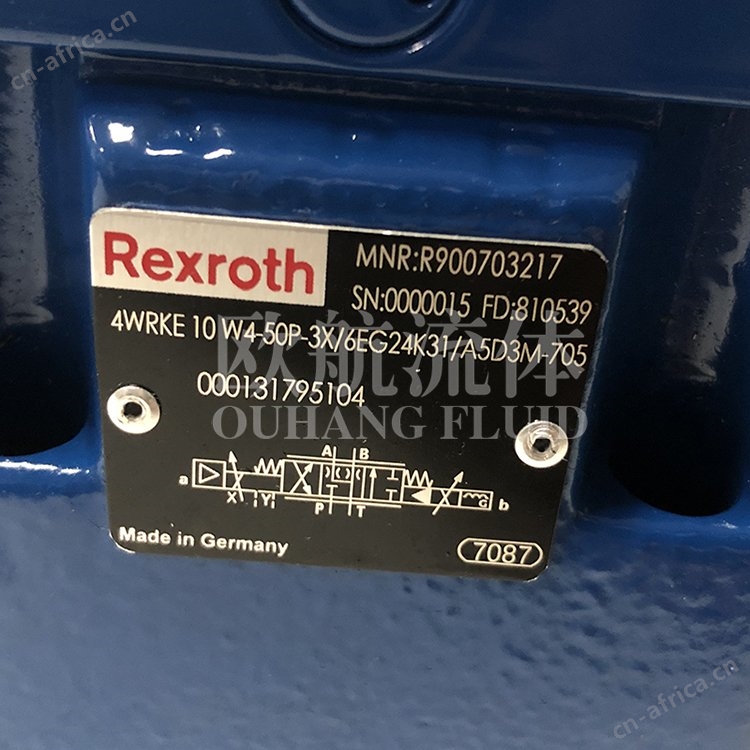 cn-africa.cn
Rexroth
MNR:R900703217
SN:0000015 FD:810539
4WRKE 10 W4-50P-3X/6EG24K31/A5D3M-705
000131795104
欧航流体
OUHANG FLUID
A B
a X Y P T G b
Made in Germany
7087
cn-africa.cn